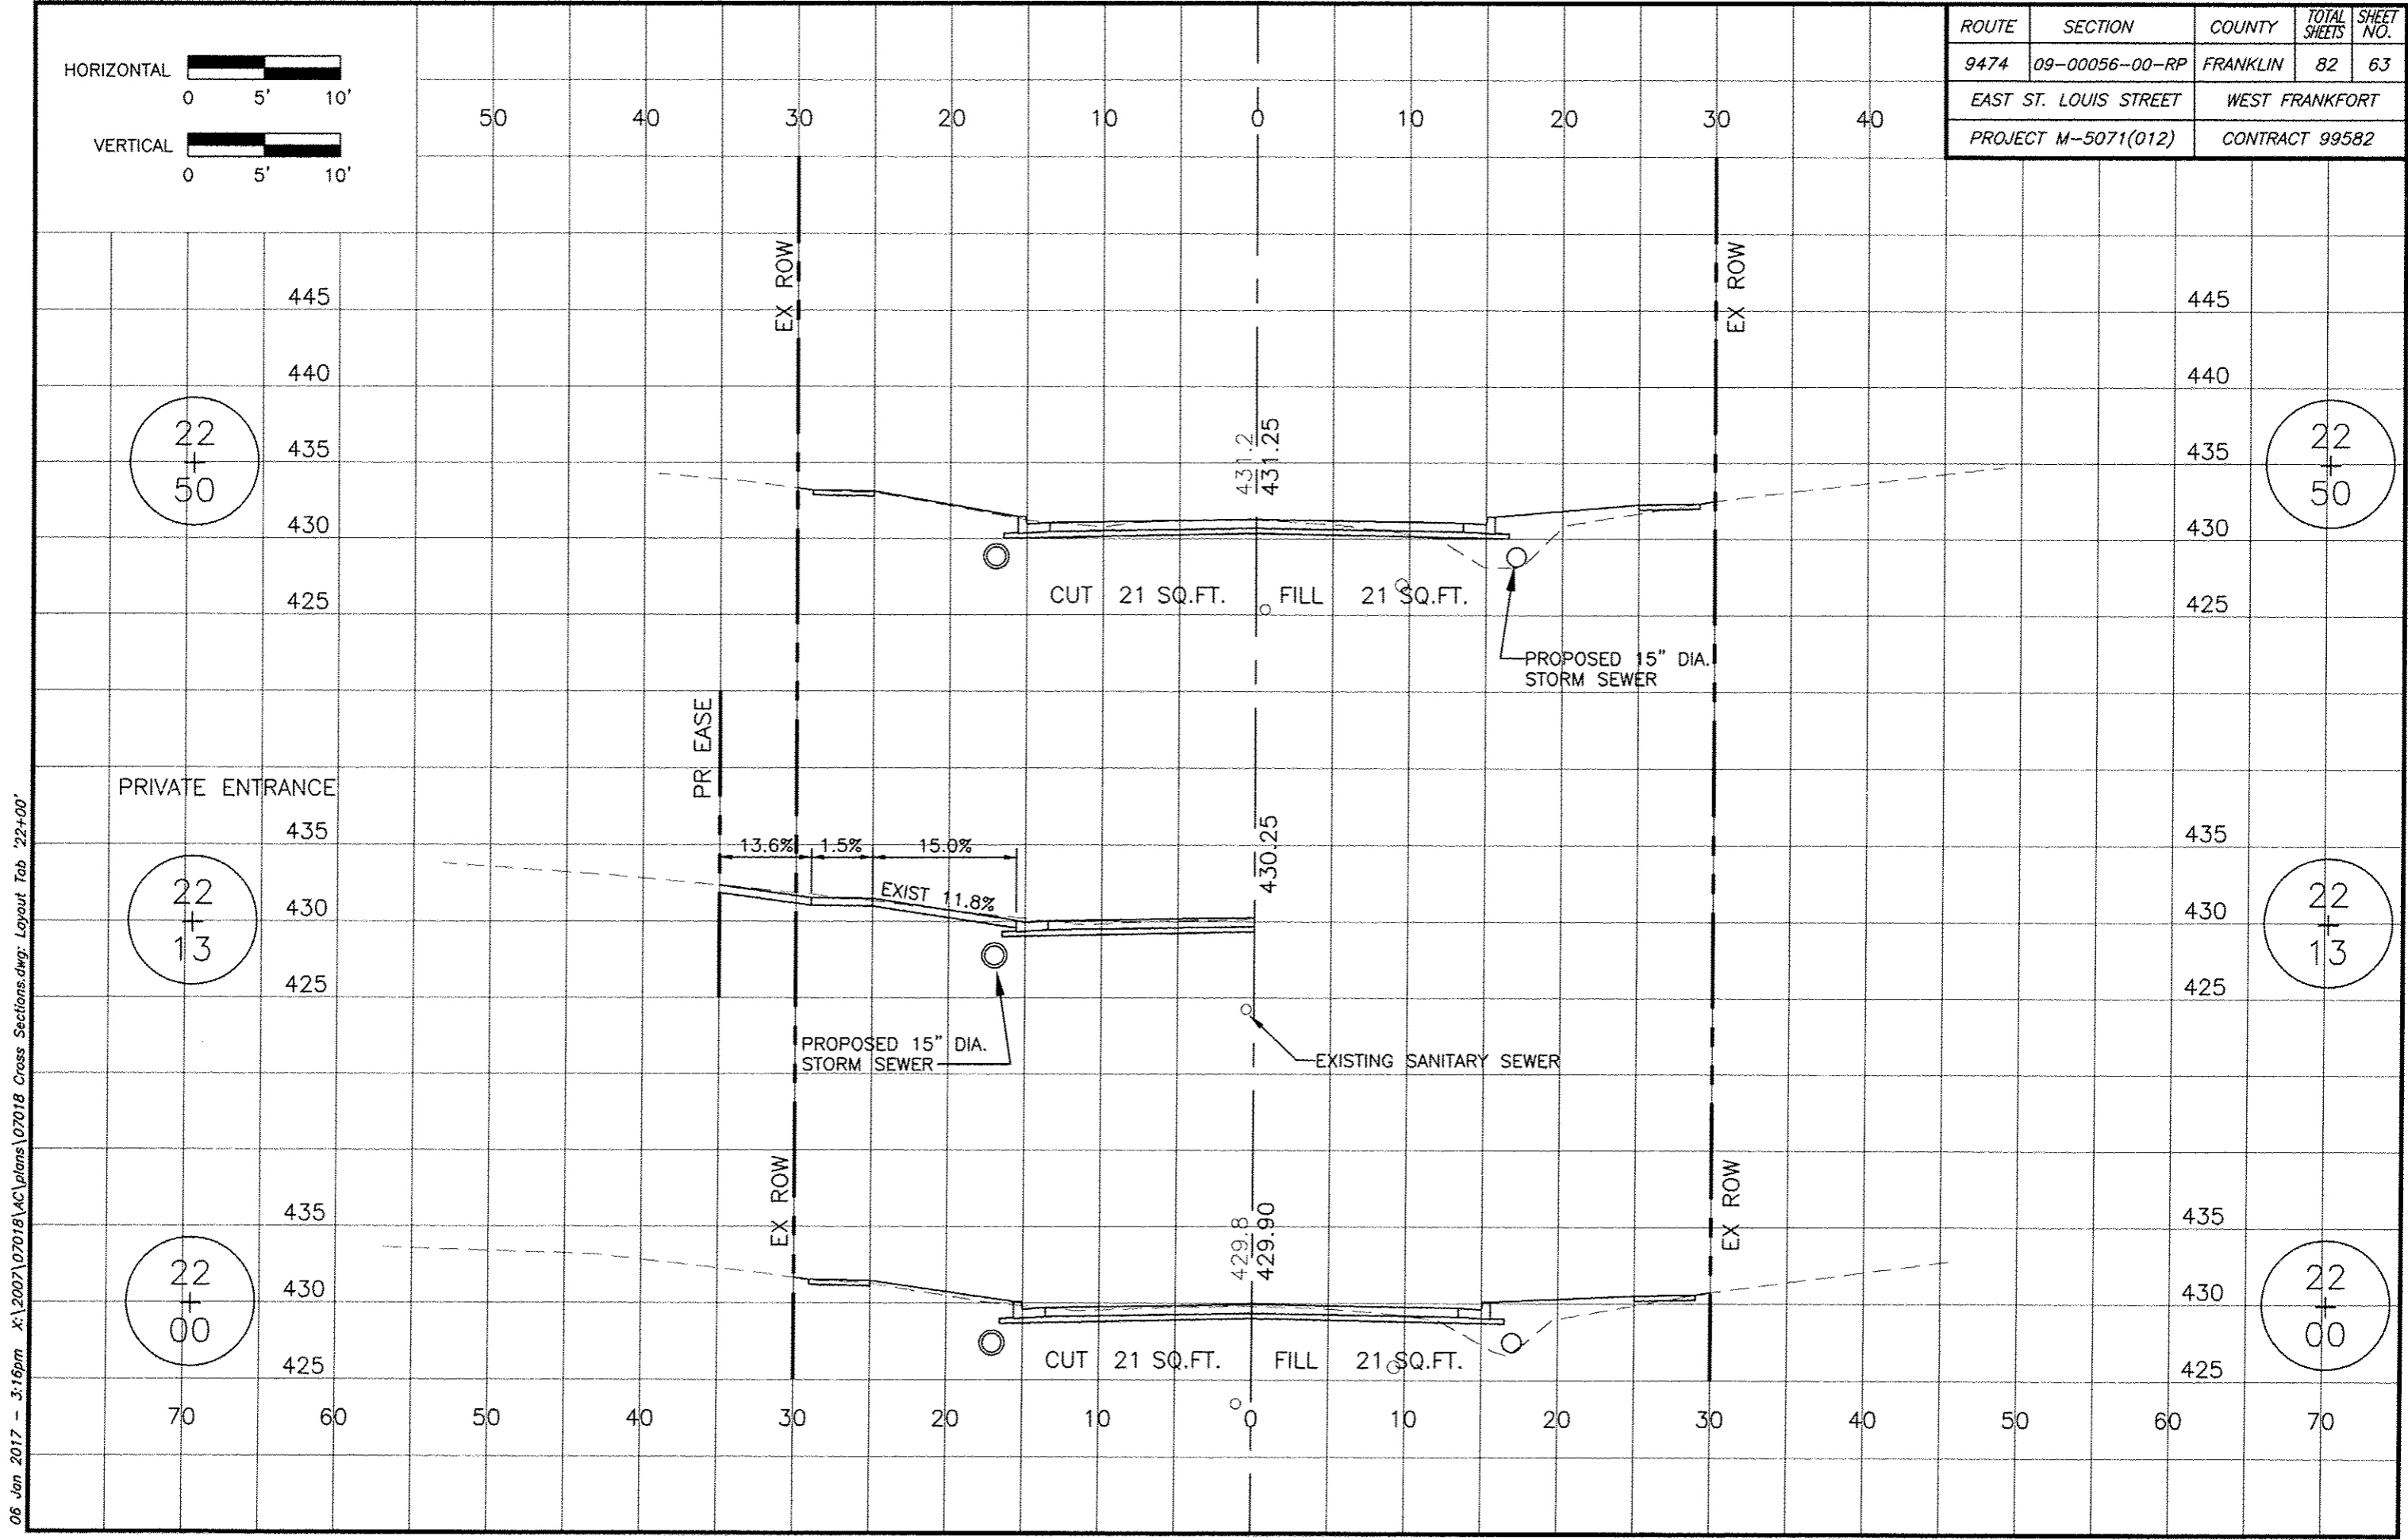 ROUTE SECTION COUNTY TOTAL SHEETS SHEET NO.
9474 09-00056-00-RP FRANKLIN 82 63
EAST ST. LOUIS STREET WEST FRANKFORT
PROJECT M-5071(012) CONTRACT 99582
HORIZONTAL
0 5' 10'
VERTICAL
0 5' 10'
50 40 30 20 10 0 10 20 30 40
EX ROW
EX ROW
445 445
440 440
22 435 431.2 431.25 435 22
50 50
430 430
425 CUT 21 SQ.FT. FILL 21 SQ.FT. 425
PROPOSED 15" DIA.
STORM SEWER
PR EASE
PRIVATE ENTRANCE
435 13.6% 1.5% 15.0% 430.25 435
22 EXIST 11.8% 22
430 430
13 13
425 425
PROPOSED 15" DIA.
STORM SEWER
EXISTING SANITARY SEWER
EX ROW
EX ROW
435 429.8 429.90 435
22 430 430 22
00 00
425 CUT 21 SQ.FT. FILL 21 SQ.FT. 425
70 60 50 40 30 20 10 0 10 20 30 40 50 60 70
06 Jan 2017 - 3:16pm X:\2007\07018\AC\plans\07018 Cross Sections.dwg: Layout Tab '22+00'